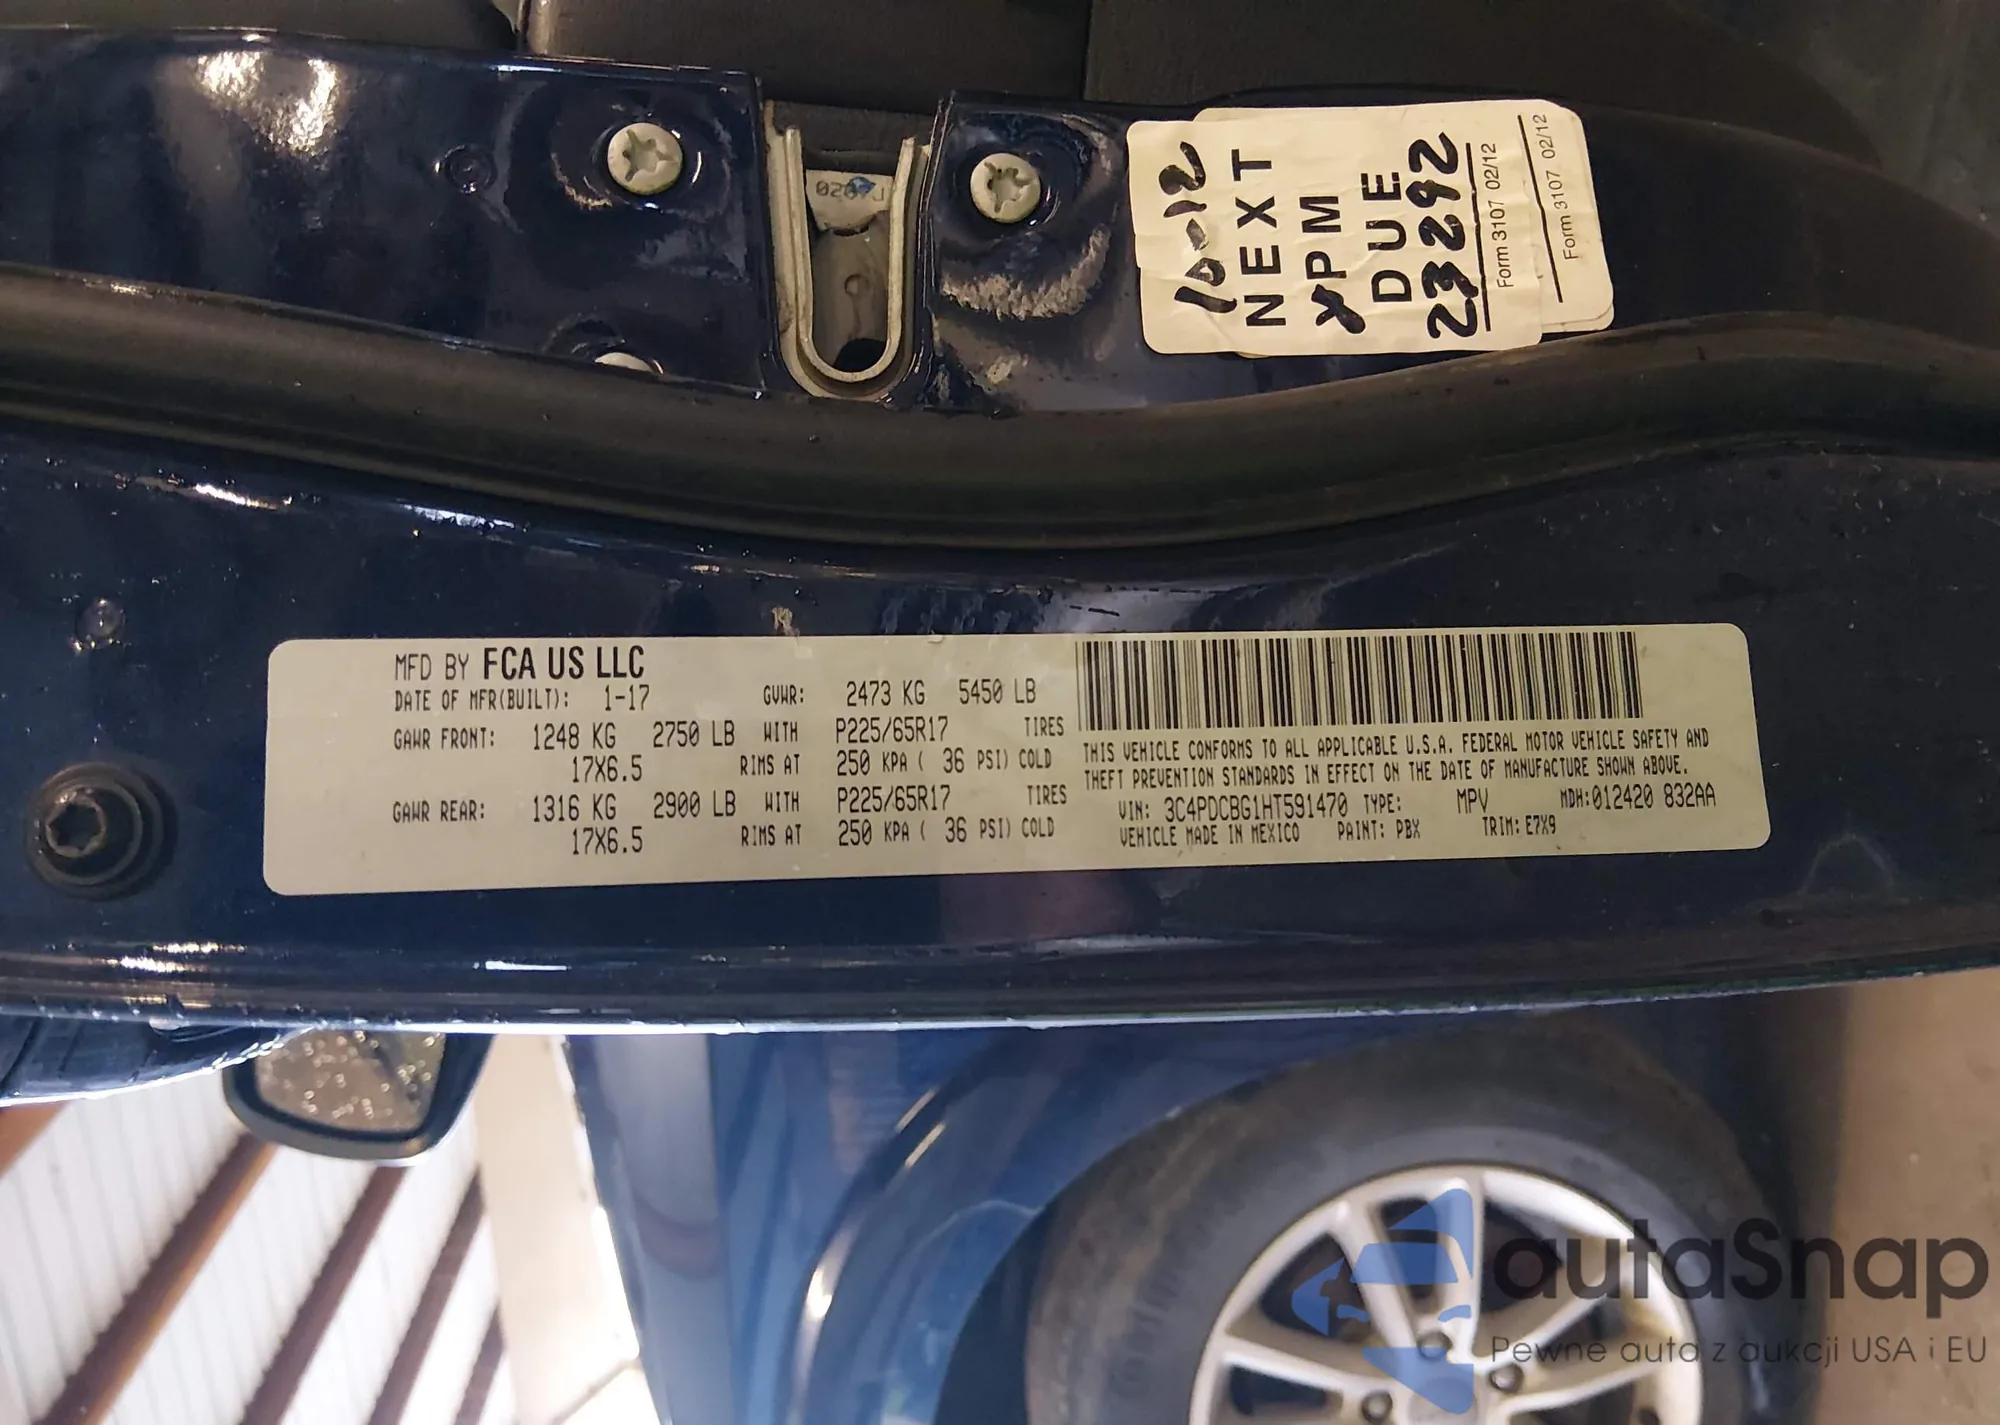 10-12
NEXT
PM
DUE
23292
Form 3107 02/12
Form 3107 02/12
MFD BY FCA US LLC
DATE OF MFR(BUILT): 1-17 GVWR: 2473 KG 5450 LB
GAWR FRONT: 1248 KG 2750 LB WITH P225/65R17 TIRES
17X6.5 RIMS AT 250 KPA ( 36 PSI) COLD
GAWR REAR: 1316 KG 2900 LB WITH P225/65R17 TIRES
17X6.5 RIMS AT 250 KPA ( 36 PSI) COLD
THIS VEHICLE CONFORMS TO ALL APPLICABLE U.S.A. FEDERAL MOTOR VEHICLE SAFETY AND
THEFT PREVENTION STANDARDS IN EFFECT ON THE DATE OF MANUFACTURE SHOWN ABOVE.
VIN: 3C4PDCBG1HT591470 TYPE: MPV MDH:012420 832AA
VEHICLE MADE IN MEXICO PAINT: PBX TRIM: E7X9
autaSnap
Pewne auta z aukcji USA i EU